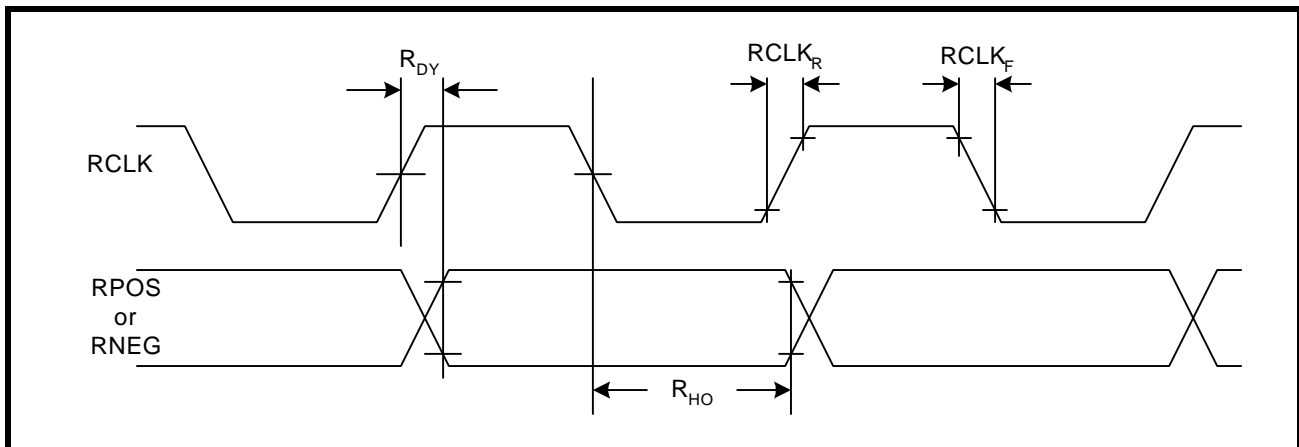 R_DY
RCLK_R
RCLK_F
RCLK
RPOS
or
RNEG
R_HO